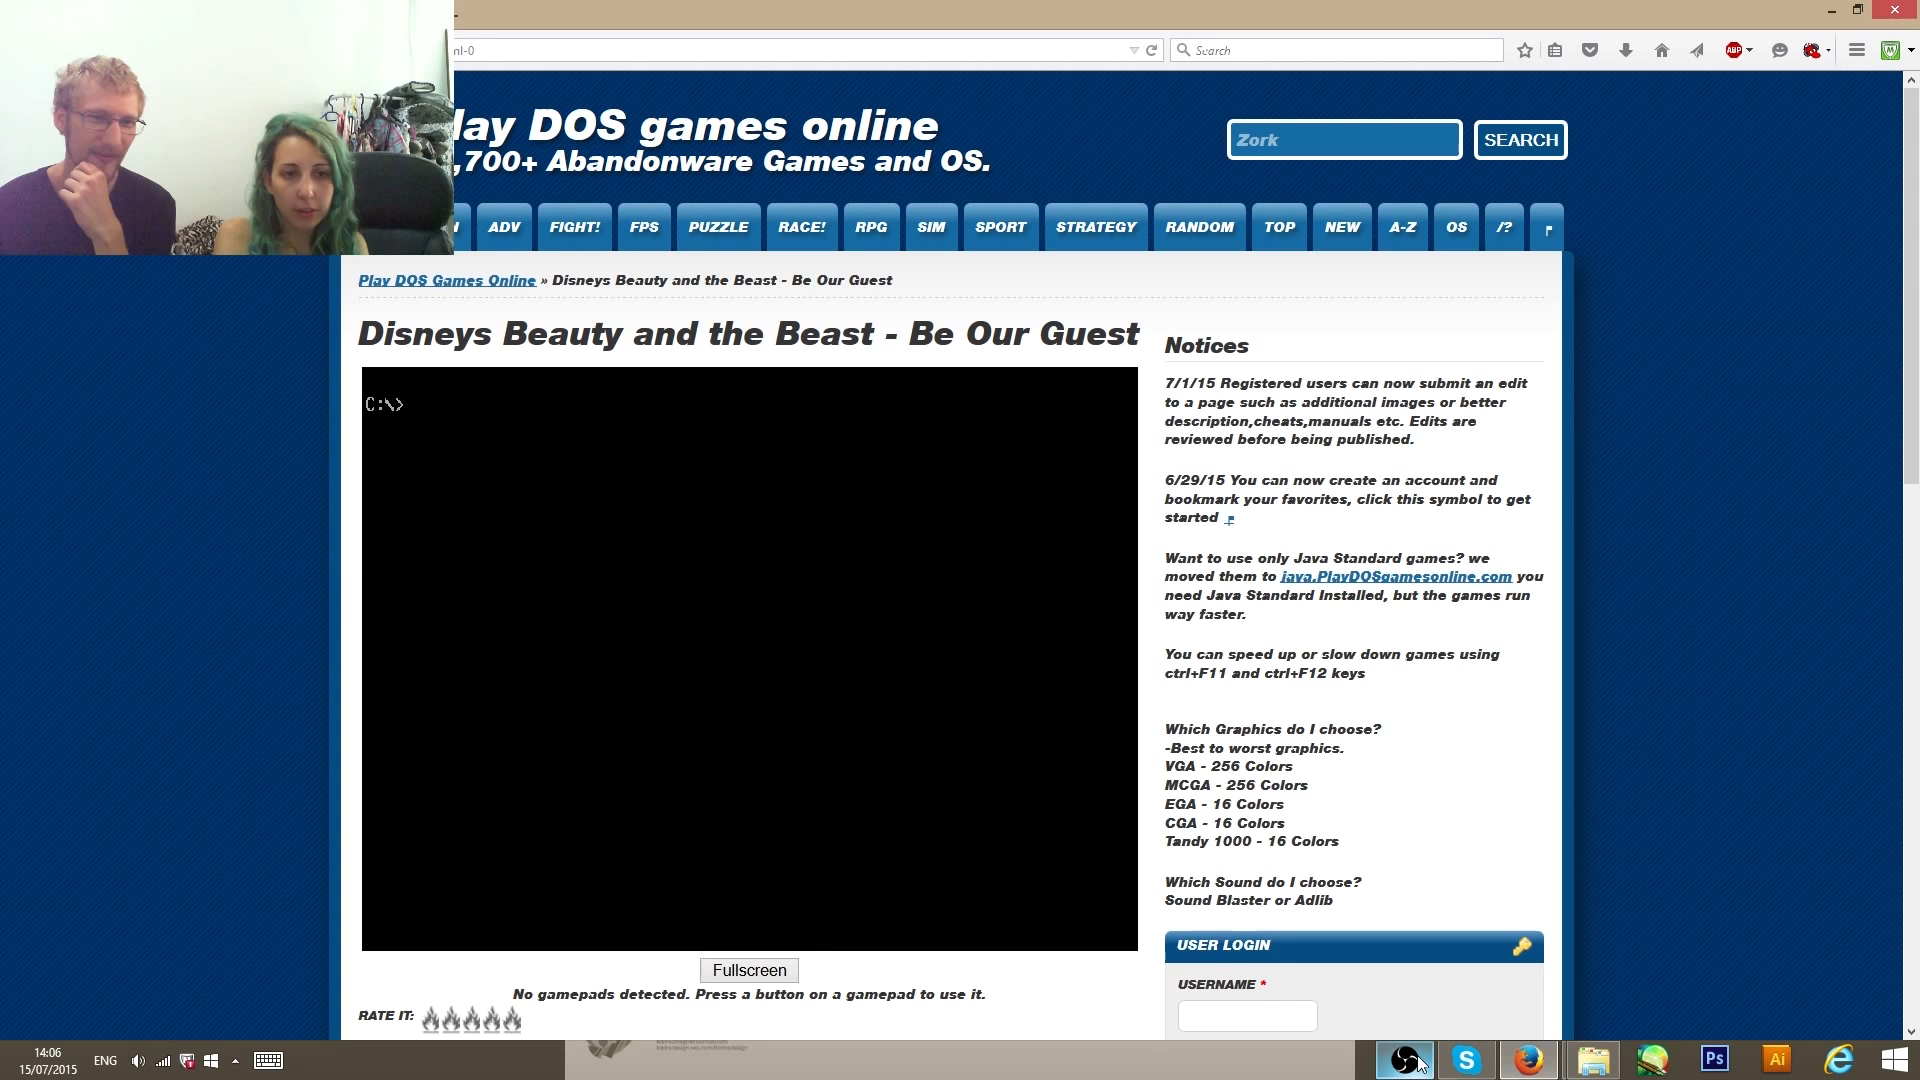 nl-0
Search
ABP
lay DOS games online
,700+ Abandonware Games and OS.
Zork
SEARCH
ADV
FIGHT!
FPS
PUZZLE
RACE!
RPG
SIM
SPORT
STRATEGY
RANDOM
TOP
NEW
A-Z
OS
/?
Play DOS Games Online » Disneys Beauty and the Beast - Be Our Guest
Disneys Beauty and the Beast - Be Our Guest
C:\>
Fullscreen
No gamepads detected. Press a button on a gamepad to use it.
RATE IT:
Notices
7/1/15 Registered users can now submit an edit
to a page such as additional images or better
description,cheats,manuals etc. Edits are
reviewed before being published.
6/29/15 You can now create an account and
bookmark your favorites, click this symbol to get
started
Want to use only Java Standard games? we
moved them to java.PlayDOSgamesonline.com you
need Java Standard Installed, but the games run
way faster.
You can speed up or slow down games using
ctrl+F11 and ctrl+F12 keys
Which Graphics do I choose?
-Best to worst graphics.
VGA - 256 Colors
MCGA - 256 Colors
EGA - 16 Colors
CGA - 16 Colors
Tandy 1000 - 16 Colors
Which Sound do I choose?
Sound Blaster or Adlib
USER LOGIN
USERNAME *
14:06
15/07/2015
ENG
Ps
Ai